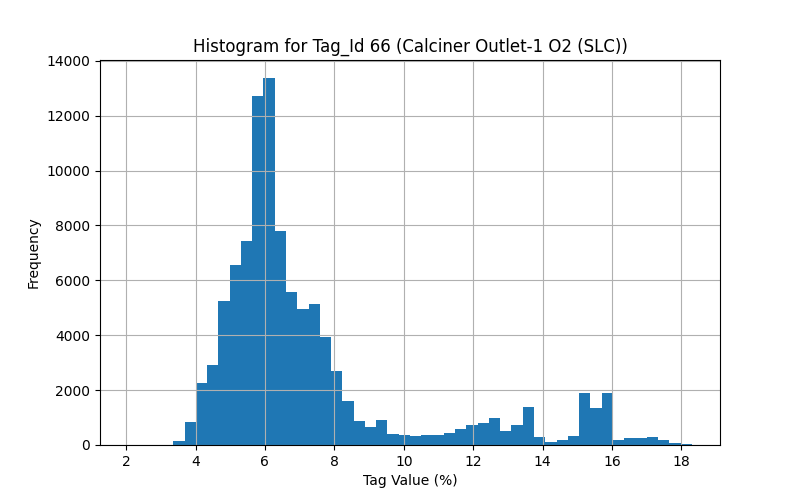 Histogram for Tag_Id 66 (Calciner Outlet-1 O2 (SLC))
14000
12000
10000
8000
6000
4000
2000
0
Frequency
2 4 6 8 10 12 14 16 18
Tag Value (%)